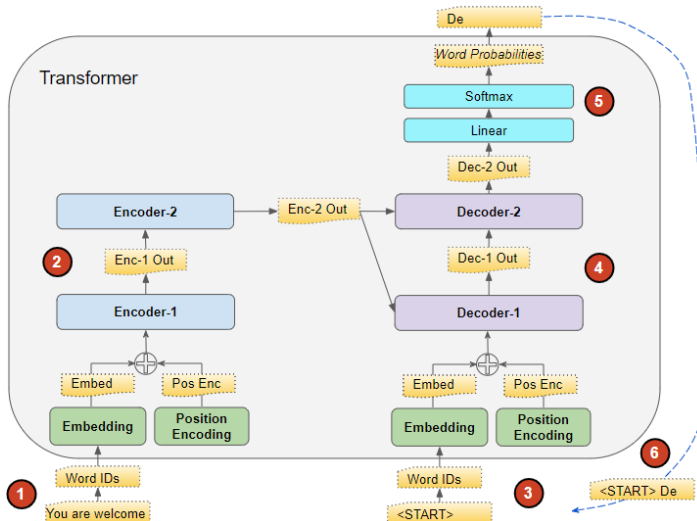 De
Word Probabilities
Transformer
Softmax
5
Linear
Dec-2 Out
Encoder-2
Enc-2 Out
Decoder-2
2
Enc-1 Out
Dec-1 Out
4
Encoder-1
Decoder-1
Embed
Pos Enc
Embed
Pos Enc
Embedding
Position
Encoding
Embedding
Position
Encoding
6
1
Word IDs
Word IDs
3
<START> De
You are welcome
<START>